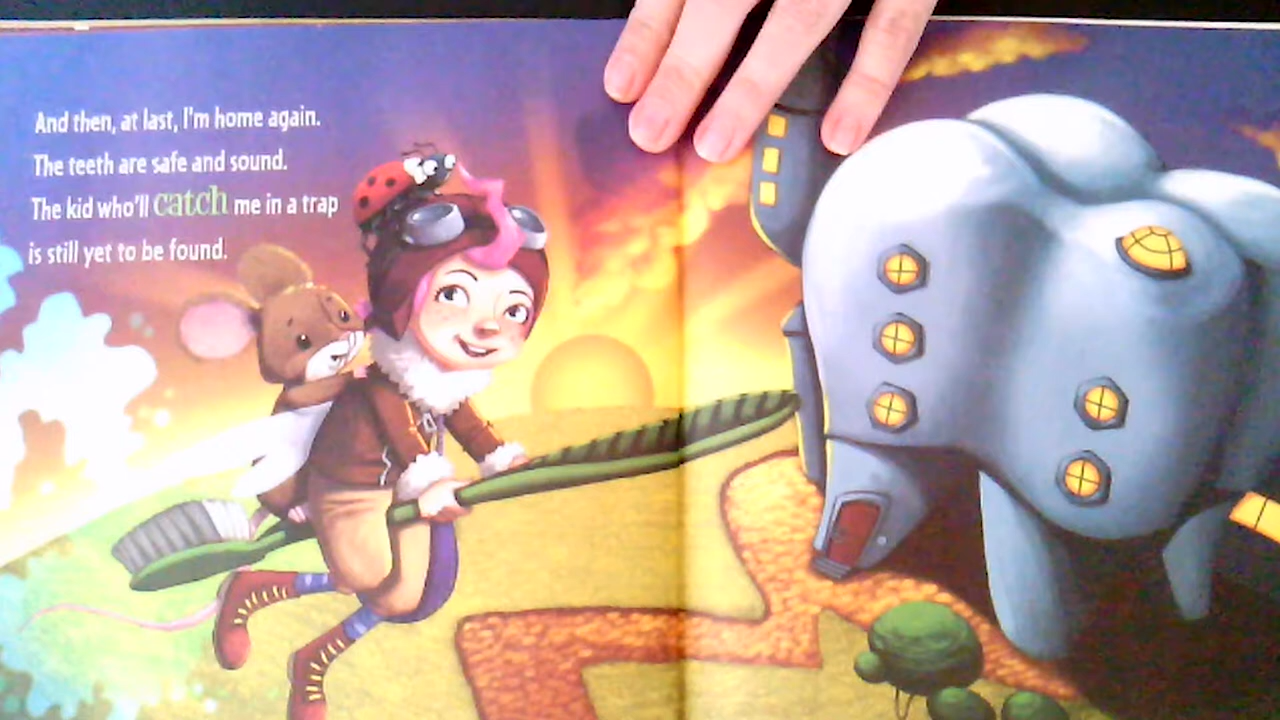 And then, at last, I'm home again.
The teeth are safe and sound.
The kid who'll catch me in a trap
is still yet to be found.